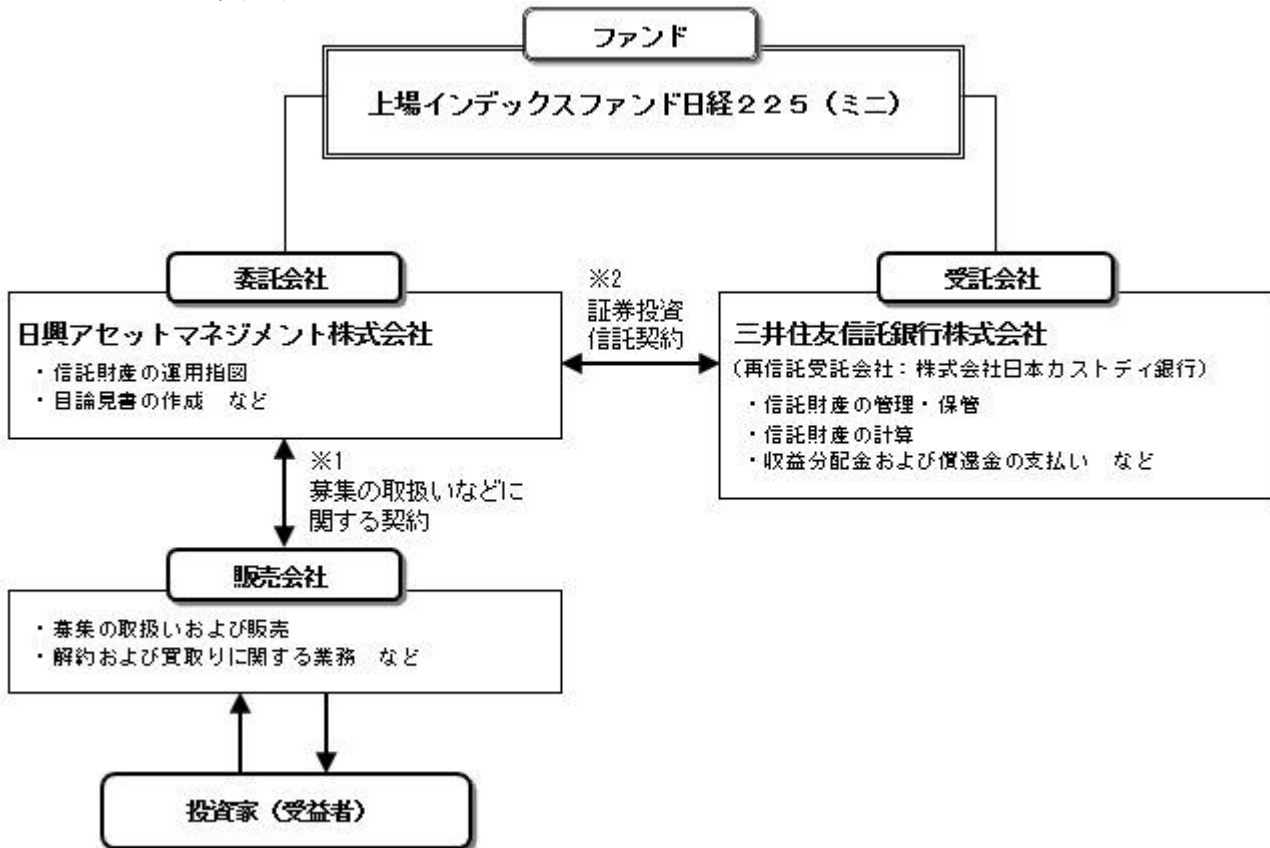 ファンド
上場インデックスファンド日経２２５（ミニ）
委託会社
日興アセットマネジメント株式会社
・信託財産の運用指図
・目論見書の作成　など
※2
証券投資
信託契約
受託会社
三井住友信託銀行株式会社
（再信託受託会社：株式会社日本カストディ銀行）
・信託財産の管理・保管
・信託財産の計算
・収益分配金および償還金の支払い　など
※1
募集の取扱いなどに
関する契約
販売会社
・募集の取扱いおよび販売
・解約および買取りに関する業務　など
投資家（受益者）